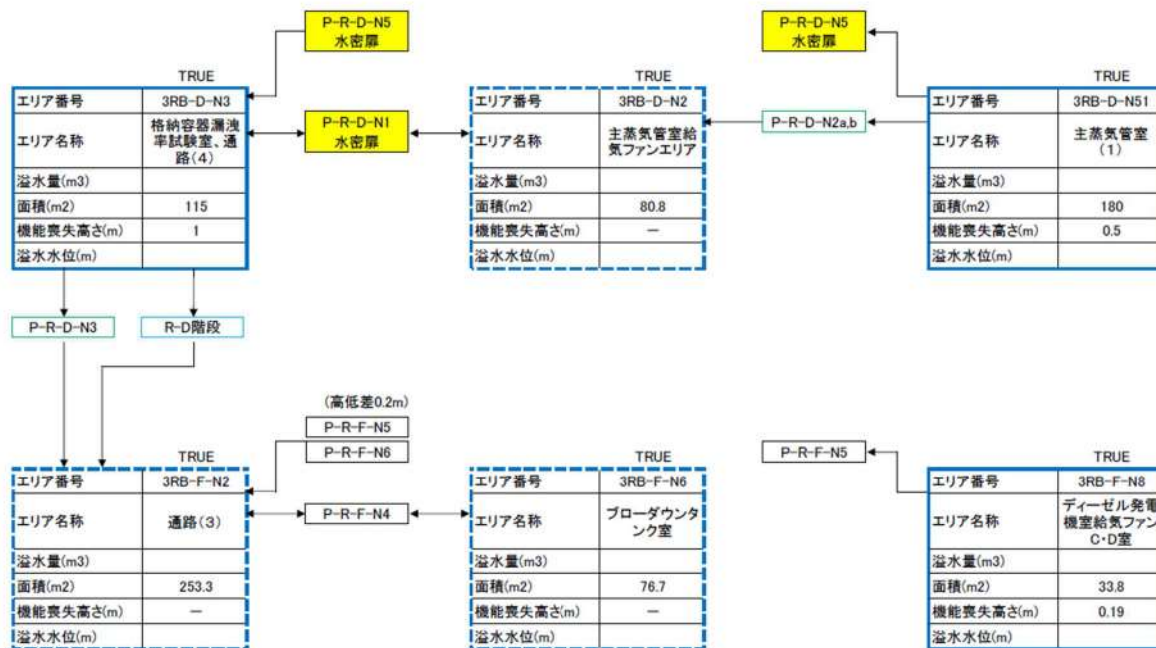 P-R-D-N5
水密扉
P-R-D-N5
水密扉
TRUE
TRUE
TRUE
エリア番号 3RB-D-N3
エリア名称 格納容器漏洩
率試験室、通
路(4)
溢水量(m3)
面積(m2) 115
機能喪失高さ(m) 1
溢水水位(m)
P-R-D-N1
水密扉
エリア番号 3RB-D-N2
エリア名称 主蒸気管室給
気ファンエリア
溢水量(m3)
面積(m2) 80.8
機能喪失高さ(m) －
溢水水位(m)
P-R-D-N2a,b
エリア番号 3RB-D-N51
エリア名称 主蒸気管室
(1)
溢水量(m3)
面積(m2) 180
機能喪失高さ(m) 0.5
溢水水位(m)
P-R-D-N3
R-D階段
(高低差0.2m)
P-R-F-N5
P-R-F-N6
P-R-F-N5
TRUE
TRUE
TRUE
エリア番号 3RB-F-N2
エリア名称 通路(3)
溢水量(m3)
面積(m2) 253.3
機能喪失高さ(m) －
溢水水位(m)
P-R-F-N4
エリア番号 3RB-F-N6
エリア名称 ブローダウンタ
ンク室
溢水量(m3)
面積(m2) 76.7
機能喪失高さ(m) －
溢水水位(m)
エリア番号 3RB-F-N8
エリア名称 ディーゼル発電
機室給気ファン
C・D室
溢水量(m3)
面積(m2) 33.8
機能喪失高さ(m) 0.19
溢水水位(m)